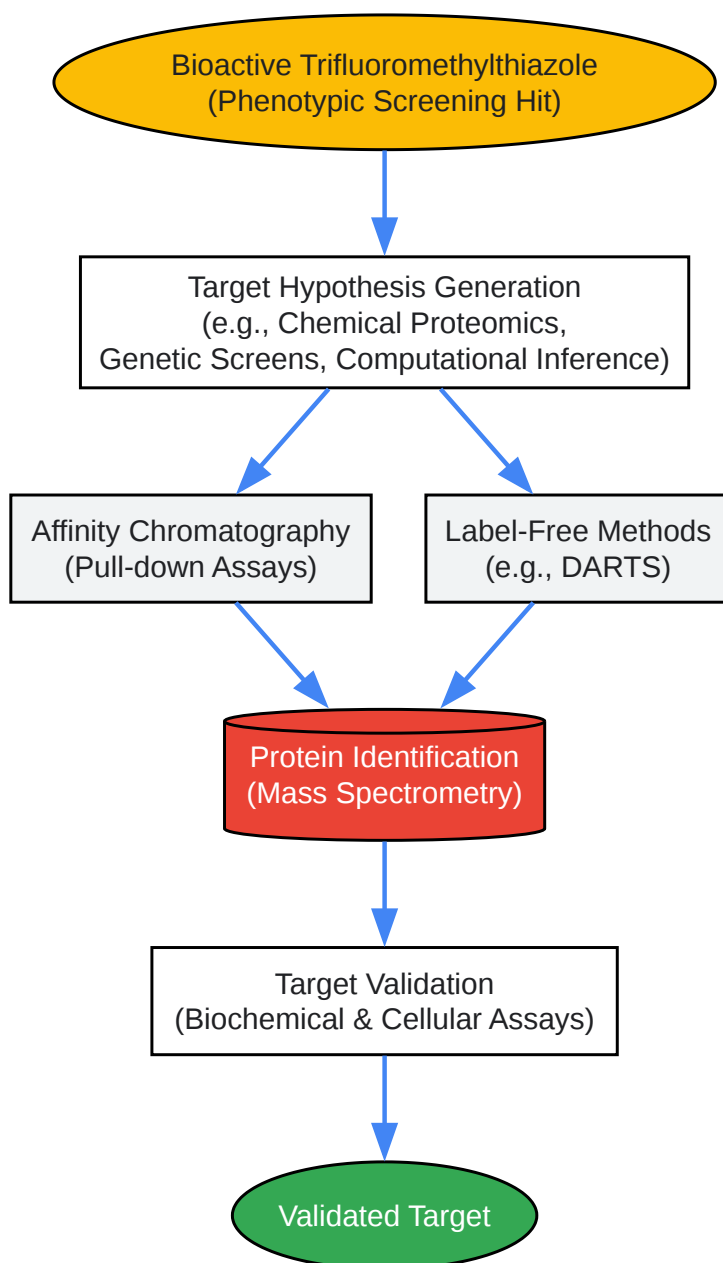 Bioactive Trifluoromethylthiazole
(Phenotypic Screening Hit)
Target Hypothesis Generation
(e.g., Chemical Proteomics,
Genetic Screens, Computational Inference)
Affinity Chromatography
(Pull-down Assays)
Label-Free Methods
(e.g., DARTS)
Protein Identification
(Mass Spectrometry)
Target Validation
(Biochemical & Cellular Assays)
Validated Target